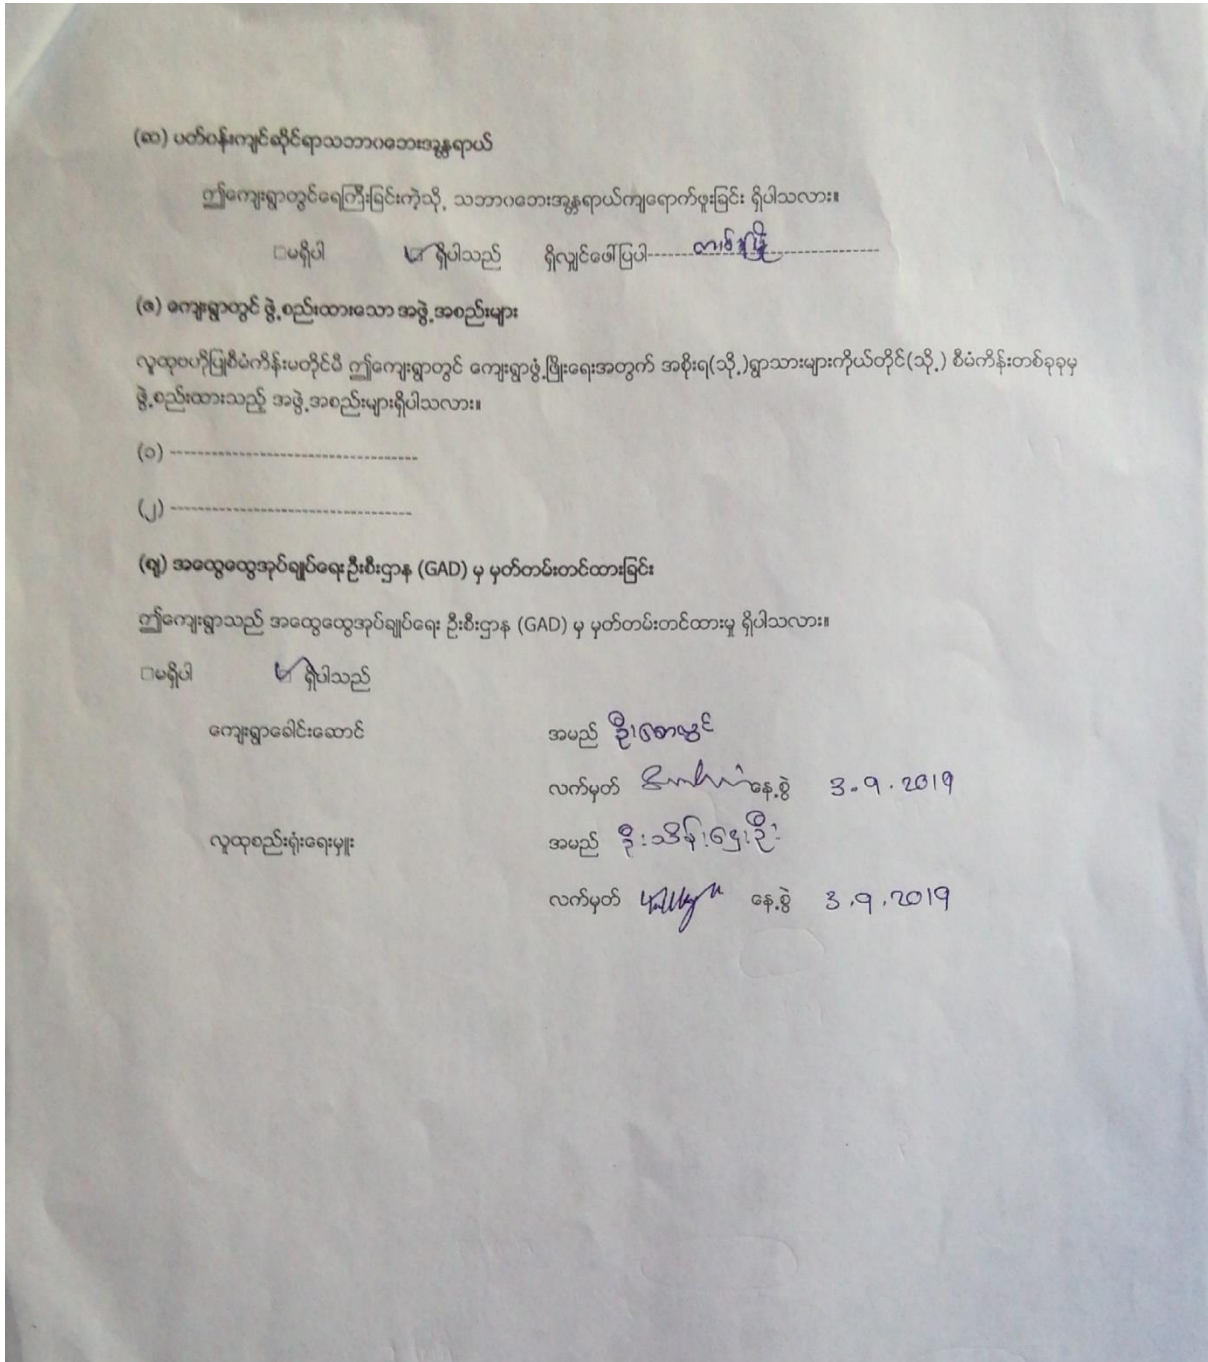 (ဆ) ပတ်ဝန်းကျင်ဆိုင်ရာသဘာဝဘေးအန္တရာယ်
ဤကျေးရွာတွင်ရေကြီးခြင်းကဲ့သို့ သဘာဝဘေးအန္တရာယ်ကျရောက်ဖူးခြင်း ရှိပါသလား။
□မရှိပါ ☑ ရှိပါသည် ရှိလျှင်ဖေါ်ပြပါ------
(ဇ) ကျေးရွာတွင် ဖွဲ့စည်းထားသော အဖွဲ့အစည်းများ
လူထုဗဟိုပြုစီမံကိန်းမတိုင်မီ ဤကျေးရွာတွင် ကျေးရွာဖွံ့ဖြိုးရေးအတွက် အစိုးရ(သို့)ရွာသားများကိုယ်တိုင်(သို့) စီမံကိန်းတစ်ခုခုမှ
ဖွဲ့စည်းထားသည့် အဖွဲ့အစည်းများရှိပါသလား။
(၁) ------------------------------------
(၂) -----------------------------------
(ဈ) အထွေထွေအုပ်ချုပ်ရေးဦးစီးဌာန (GAD) မှ မှတ်တမ်းတင်ထားခြင်း
ဤကျေးရွာသည် အထွေထွေအုပ်ချုပ်ရေး ဦးစီးဌာန (GAD) မှ မှတ်တမ်းတင်ထားမှု ရှိပါသလား။
□မရှိပါ ☑ ရှိပါသည်
ကျေးရွာခေါင်းဆောင် အမည်
လက်မှတ် နေ့စွဲ 3.9.2019
လူထုစည်းရုံးရေးမှူး အမည် ဦးသိန်းဌေးဦး
လက်မှတ် နေ့စွဲ 3.9.2019